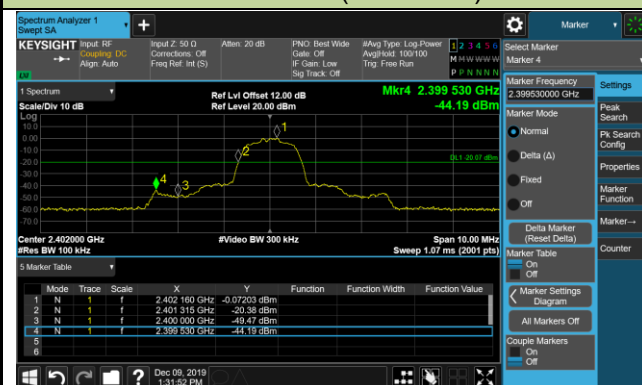 Spectrum Analyzer 1
Swept SA
+
Marker
KEYSIGHT Input: RF Input Z: 50 Ω Atten: 20 dB PNO: Best Wide #Avg Type: Log-Power 1 2 3 4 5 6
Coupling: DC Corrections: Off Gate: Off Avg|Hold: 100/100 M M W W W W
Align: Auto Freq Ref: Int (S) IF Gain: Low Trig: Free Run
Sig Track: Off P P N N N N
Select Marker
Marker 4
1 Spectrum
Scale/Div 10 dB
Ref Lvl Offset 12.00 dB
Ref Level 20.00 dBm
Mkr4 2.399 530 GHz
-44.19 dBm
Log
10.0
0.00
-10.0
-20.0
-30.0
-40.0
-50.0
-60.0
-70.0
1
2
3
4
DL1 -20.07 dBm
Center 2.402000 GHz
#Res BW 100 kHz
#Video BW 300 kHz
Span 10.00 MHz
Sweep 1.07 ms (2001 pts)
5 Marker Table
Mode Trace Scale X Y Function Function Width Function Value
1 N 1 f 2.402 160 GHz -0.07203 dBm
2 N 1 f 2.401 315 GHz -20.38 dBm
3 N 1 f 2.400 000 GHz -49.47 dBm
4 N 1 f 2.399 530 GHz -44.19 dBm
5
6
Marker Frequency
2.399530000 GHz
Marker Mode
Normal
Delta (Δ)
Fixed
Off
Delta Marker
(Reset Delta)
Marker Table
On
Off
Marker Settings
Diagram
All Markers Off
Couple Markers
On
Off
Settings
Peak
Search
Pk Search
Config
Properties
Marker
Function
Marker→
Counter
?
Dec 09, 2019
1:31:52 PM